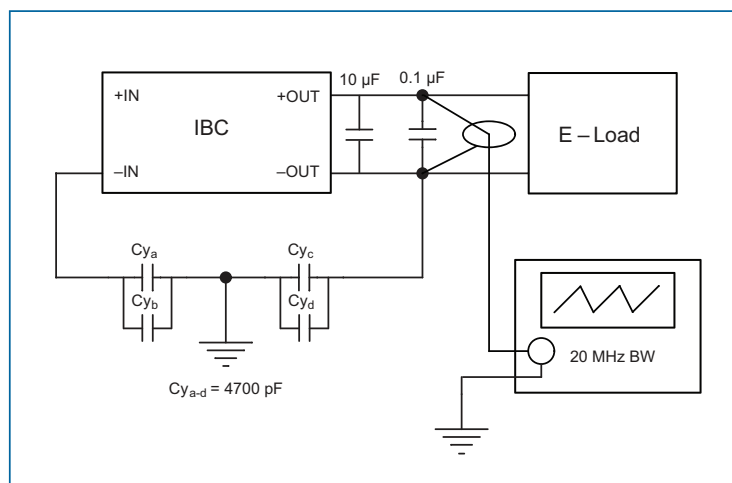 10 µF 0.1 µF
+IN +OUT
IBC E – Load
–IN –OUT
Cya Cyc
Cyb Cyd
20 MHz BW
Cya-d = 4700 pF